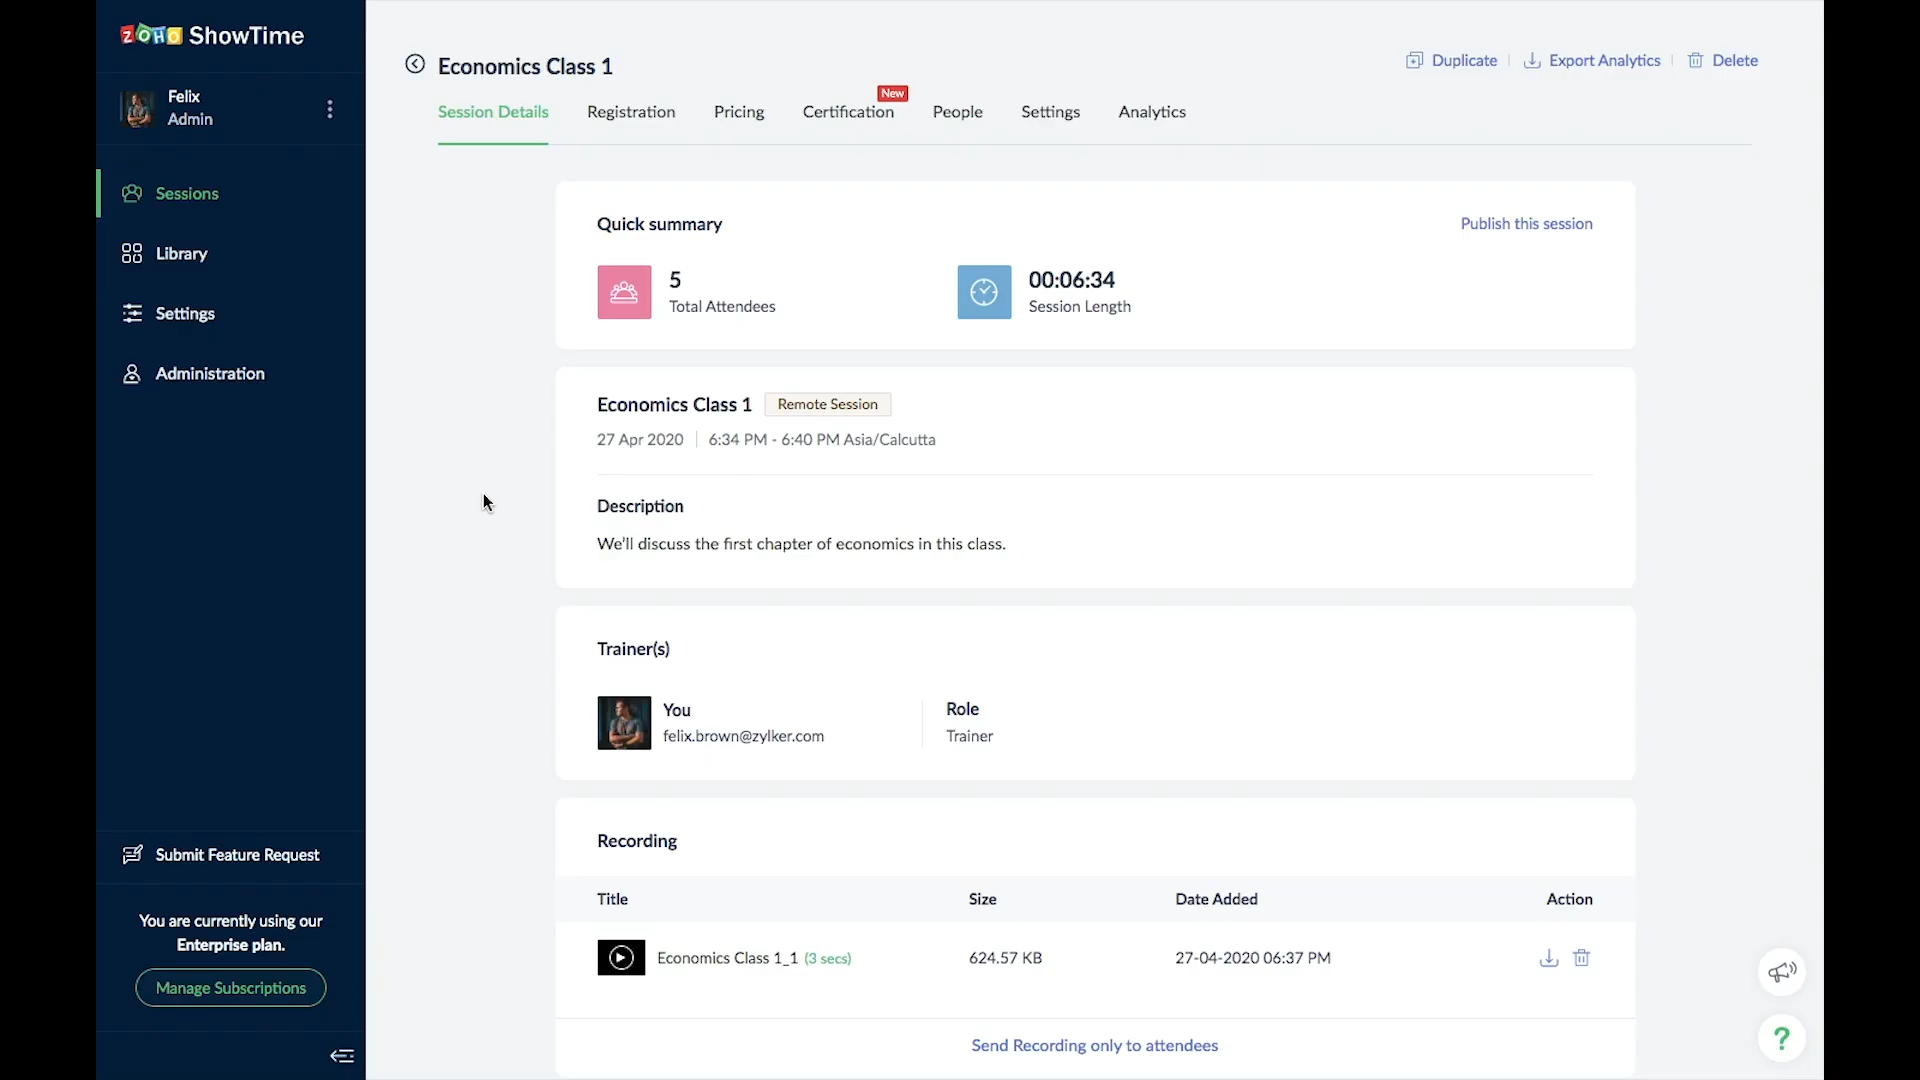 ZOHO ShowTime
Felix
Admin
Sessions
Library
Settings
Administration
Submit Feature Request
You are currently using our
Enterprise plan.
Manage Subscriptions
Economics Class 1
Duplicate
Export Analytics
Delete
Session Details
Registration
Pricing
Certification
New
People
Settings
Analytics
Quick summary
Publish this session
5
Total Attendees
00:06:34
Session Length
Economics Class 1
Remote Session
27 Apr 2020
6:34 PM - 6:40 PM Asia/Calcutta
Description
We'll discuss the first chapter of economics in this class.
Trainer(s)
You
felix.brown@zylker.com
Role
Trainer
Recording
Title Size Date Added Action
Economics Class 1_1 (3 secs) 624.57 KB 27-04-2020 06:37 PM
Send Recording only to attendees
?